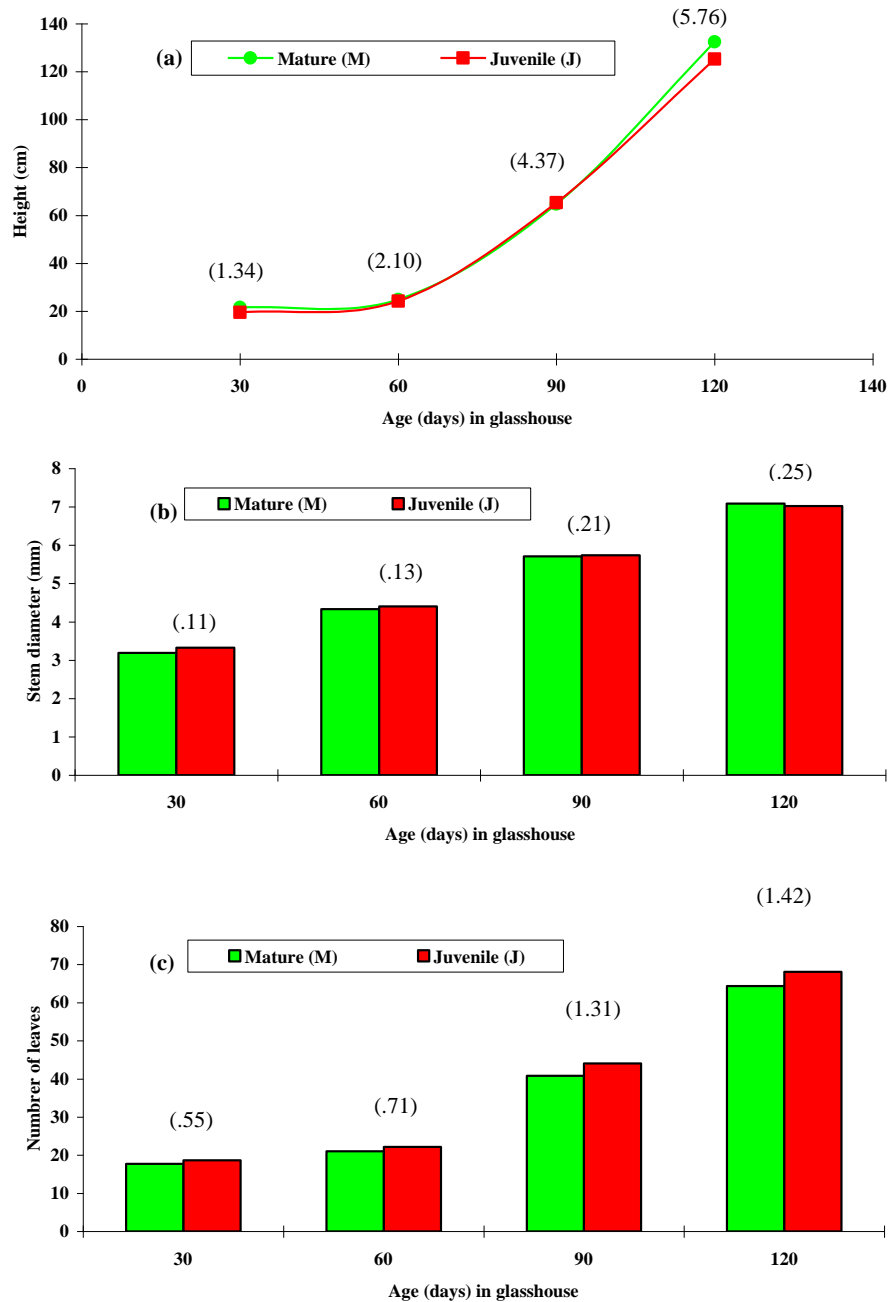 140
120
100
80
60
40
20
0
Height (cm)
(a)
Mature (M) Juvenile (J)
(1.34)
(2.10)
(4.37)
(5.76)
0 30 60 90 120 140
Age (days) in glasshouse
8
7
6
5
4
3
2
1
0
Stem diameter (mm)
(b)
Mature (M) Juvenile (J)
(.11)
(.13)
(.21)
(.25)
30 60 90 120
Age (days) in glasshouse
80
70
60
50
40
30
20
10
0
Numbrer of leaves
(c)
Mature (M) Juvenile (J)
(.55)
(.71)
(1.31)
(1.42)
30 60 90 120
Age (days) in glasshouse